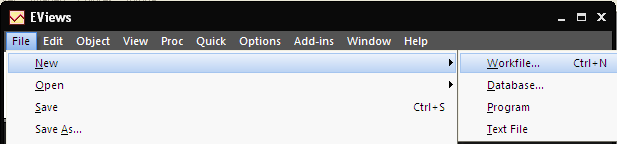 EViews
File Edit Object View Proc Quick Options Add-ins Window Help
New Workfile... Ctrl+N
Open Database...
Save Ctrl+S Program
Save As... Text File